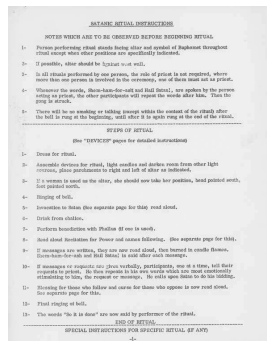 SATANIC RITUAL INSTRUCTIONS
NOTES WHICH ARE TO BE OBSERVED BEFORE BEGINNING RITUAL
1- Person performing ritual stands facing altar and symbol of Baphomet throughout
ritual except when other positions are specifically indicated.
2- If possible, altar should be against west wall.
3- In all rituals performed by one person, the role of priest is not required, where
more than one person is involved in the ceremony, one of them must act as priest.
4- Whenever the words, Shem-ham-for-ash and Hail Satan!, are spoken by the person
acting as priest, the other participants will repeat the words after him. Then the
gong is struck.
5- There will be no smoking or talking except within the context of the rituals after
the bell is rung at the beginning, until after it is again rung at the end of the ritual.
STEPS OF RITUAL
(See "DEVICES" pages for detailed instructions)
1- Dress for ritual.
2- Assemble devices for ritual, light candles and darken room from other light
sources, place parchments to right and left of altar as indicated.
3- If a woman is used as the altar, she should now take her position, head pointed south,
feet pointed north.
4- Ringing of bell.
5- Invocation to Satan (See separate page for this) read aloud.
6- Drink from chalice.
7- Perform benediction with Phallus (if one is used).
8- Read aloud Recitation for Power and names following. (See separate page for this).
9- If messages are written, they are now read aloud, then burned in candle flames,
Shem-ham-for-ash and Hail Satan! is said after each message.
10- If messages or requests are given verbally, participants, one at a time, tell their
requests to priest. He then repeats in his own words which are most emotionally
stimulating to him, the request or message. He calls upon Satan to do his bidding.
11- Blessing for those who follow and curse for those who oppose is now read aloud.
See separate page for this.
12- Final ringing of bell.
13- The words "So it is done" are now said by performer of the ritual.
END OF RITUAL
SPECIAL INSTRUCTIONS FOR SPECIFIC RITUAL (IF ANY)
-1-